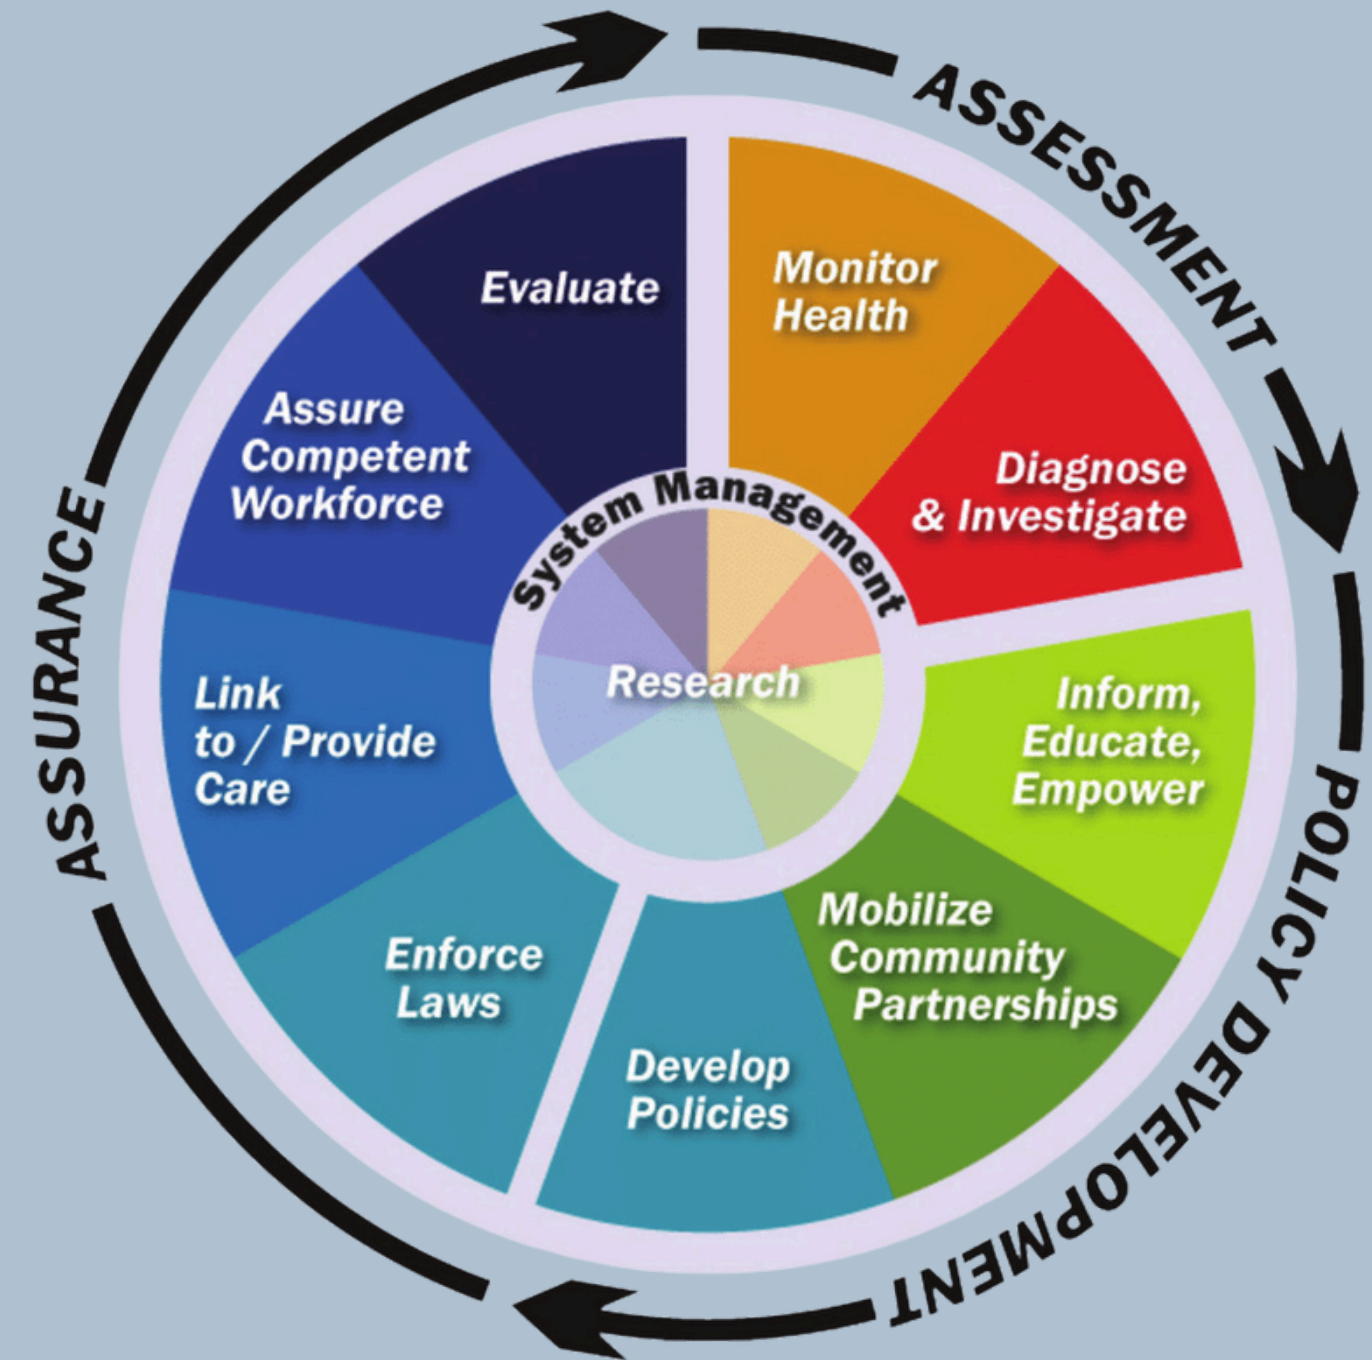 ASSESSMENT
Monitor
Health
Diagnose
& Investigate
POLICY DEVELOPMENT
Inform,
Educate,
Empower
Mobilize
Community
Partnerships
Develop
Policies
ASSURANCE
Enforce
Laws
Link
to / Provide
Care
Assure
Competent
Workforce
Evaluate
System Management
Research